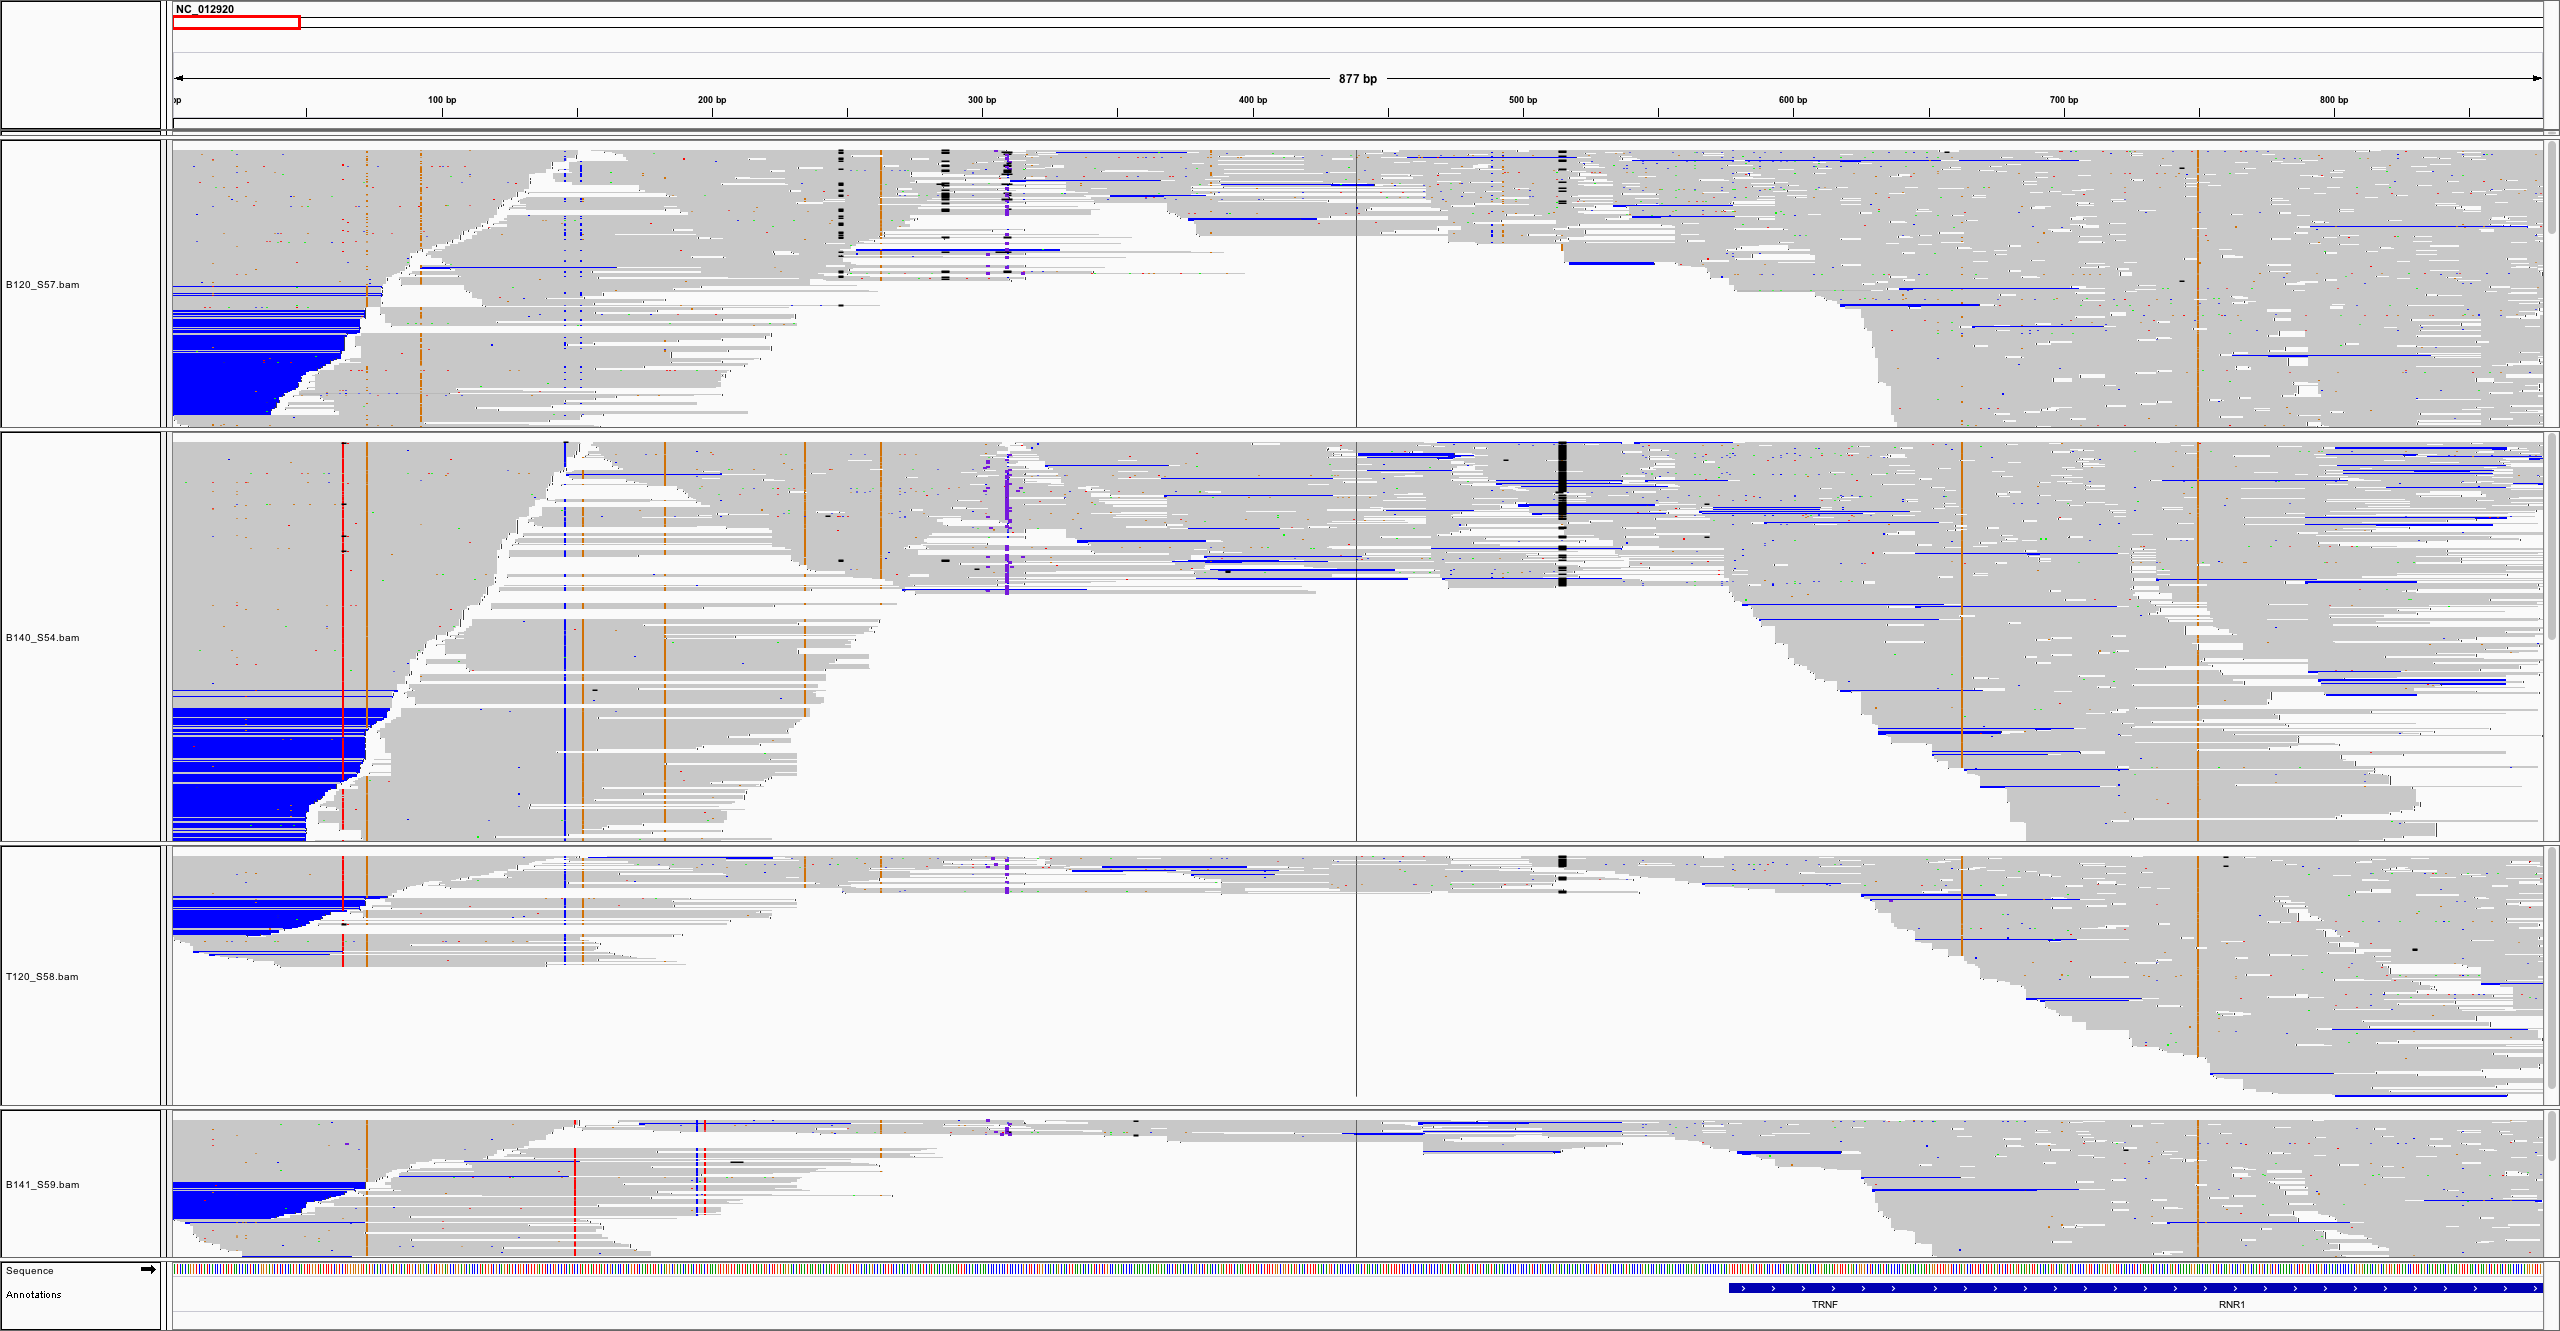 NC_012920
877 bp
bp 100 bp 200 bp 300 bp 400 bp 500 bp 600 bp 700 bp 800 bp
B120_S57.bam
B140_S54.bam
T120_S58.bam
B141_S59.bam
Sequence
Annotations
TRNF RNR1